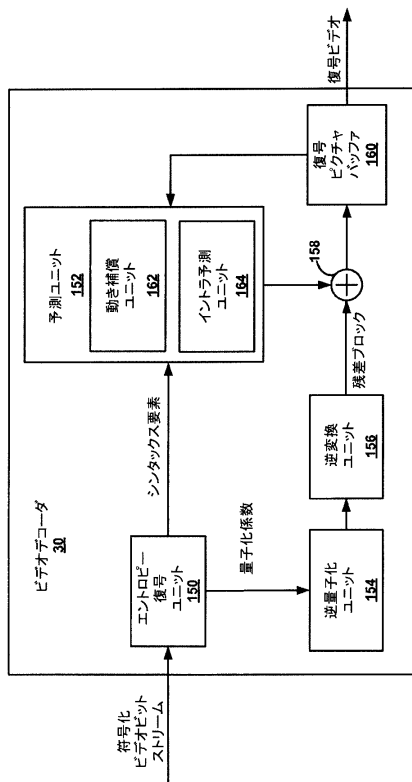 符号化
ビデオビット
ストリーム
ビデオデコーダ
30
エントロピー
復号
ユニット
150
シンタックス要素
量子化係数
予測ユニット
152
動き補償
ユニット
162
イントラ予測
ユニット
164
逆量子化
ユニット
154
逆変換
ユニット
156
残差ブロック
158
復号
ピクチャ
バッファ
160
復号ビデオ